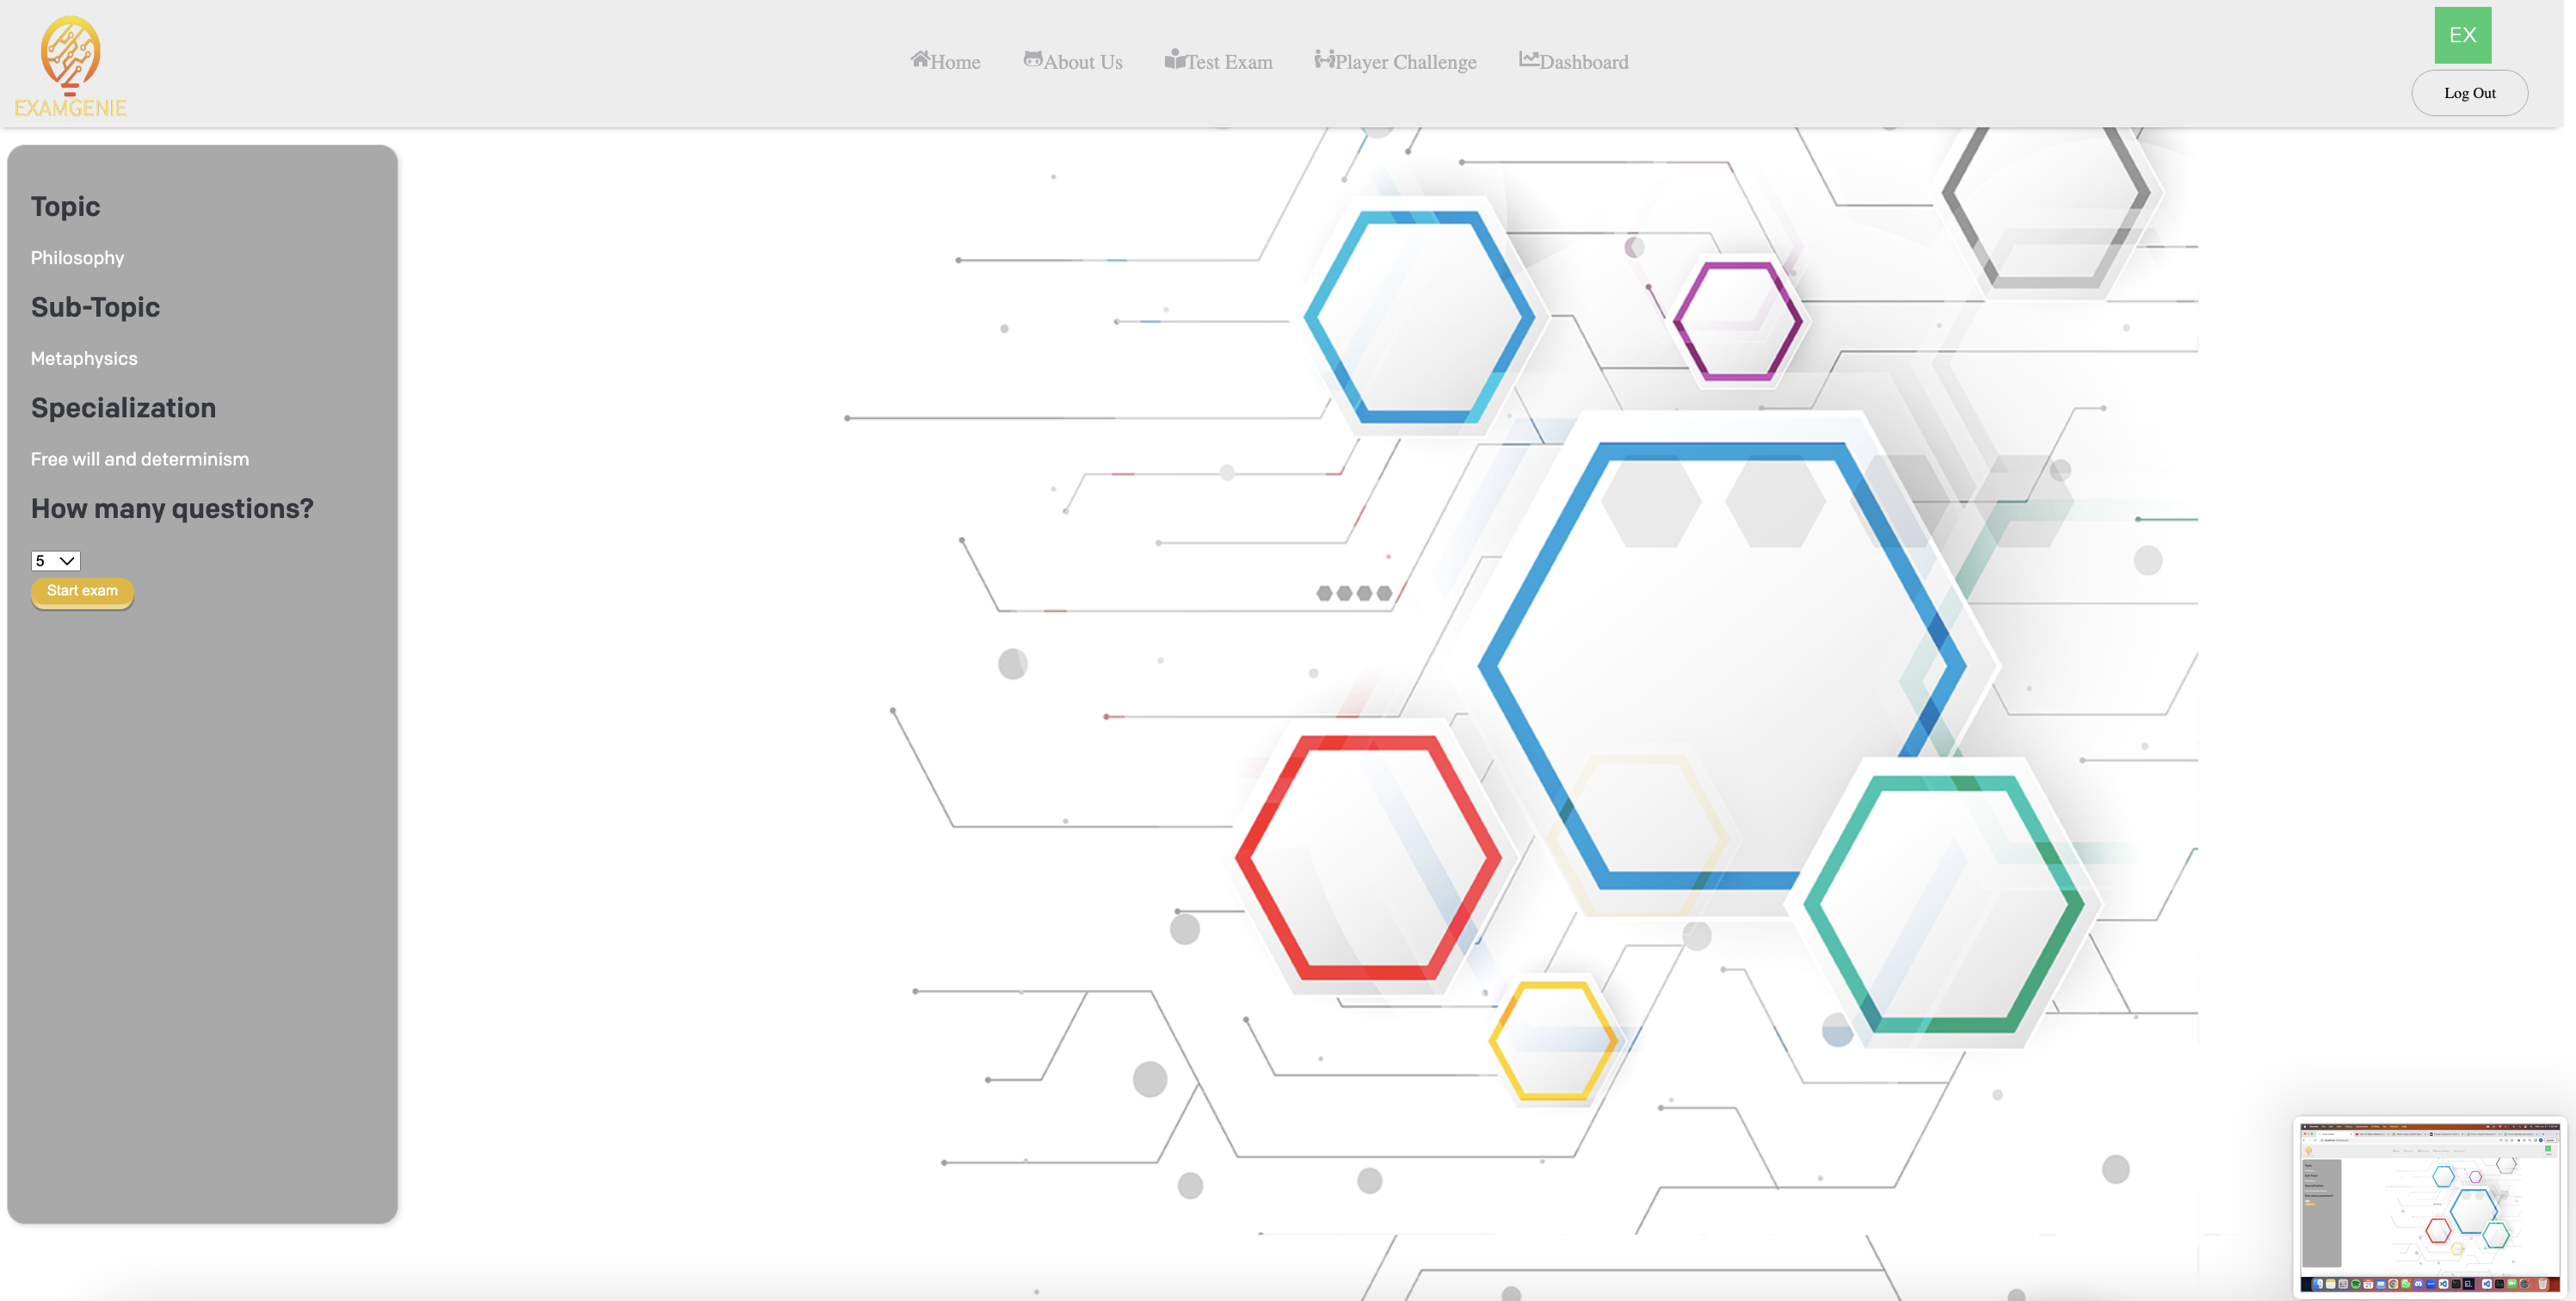 EXAMGENIE
Home About Us Test Exam Player Challenge Dashboard
EX
Log Out
Topic
Philosophy
Sub-Topic
Metaphysics
Specialization
Free will and determinism
How many questions?
5
Start exam